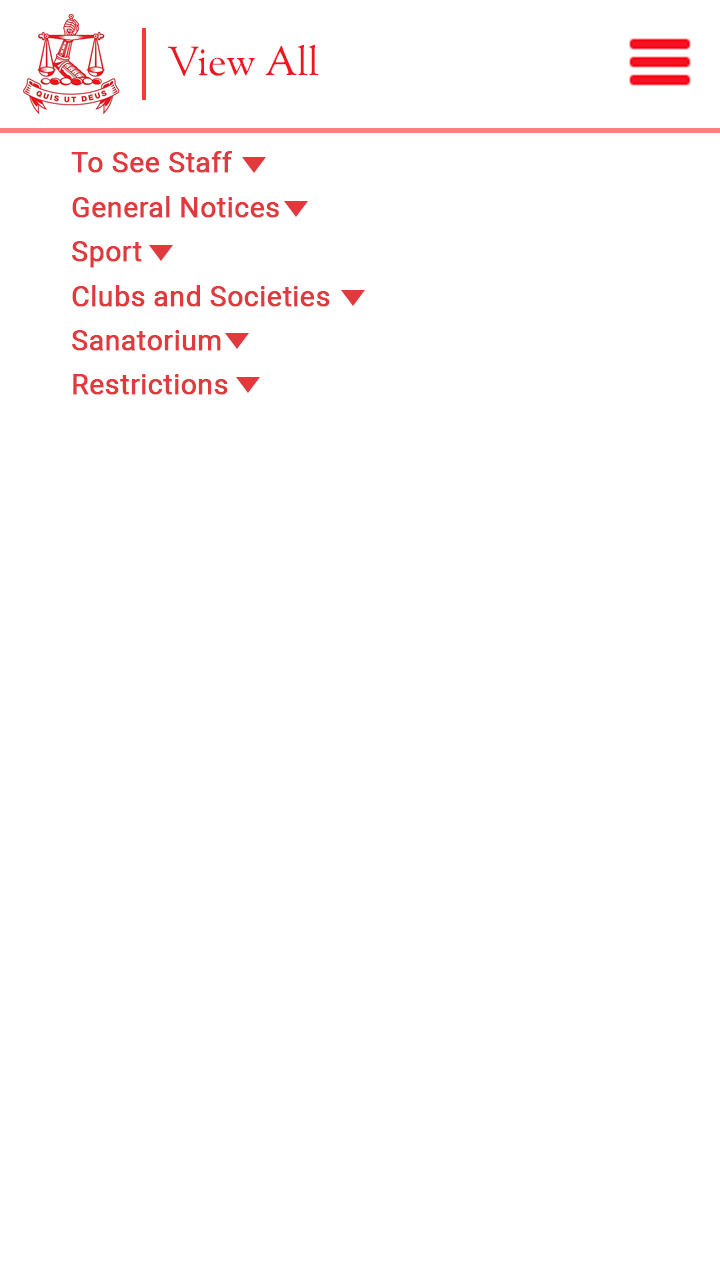 QUIS UT DEUS
View All
To See Staff
General Notices
Sport
Clubs and Societies
Sanatorium
Restrictions